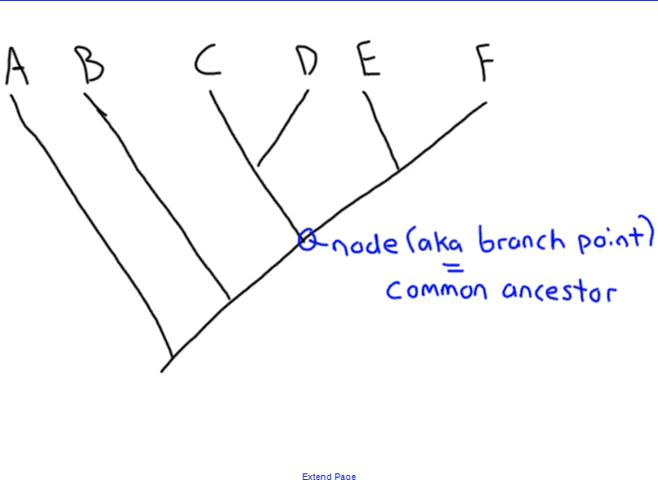 A B C D E F
node (aka branch point)
=
common ancestor
Extend Page